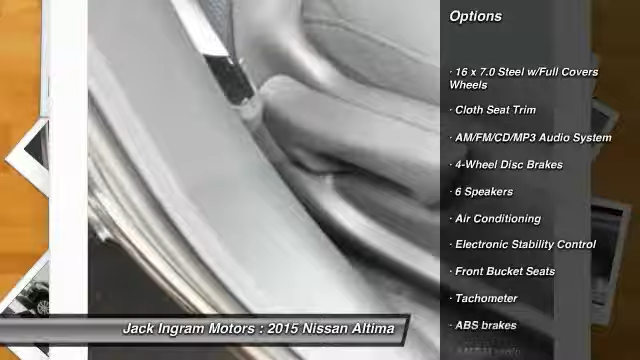 Options
· 16 x 7.0 Steel w/Full Covers
Wheels
· Cloth Seat Trim
· AM/FM/CD/MP3 Audio System
· 4-Wheel Disc Brakes
· 6 Speakers
· Air Conditioning
· Electronic Stability Control
· Front Bucket Seats
· Tachometer
· ABS brakes
Jack Ingram Motors : 2015 Nissan Altima